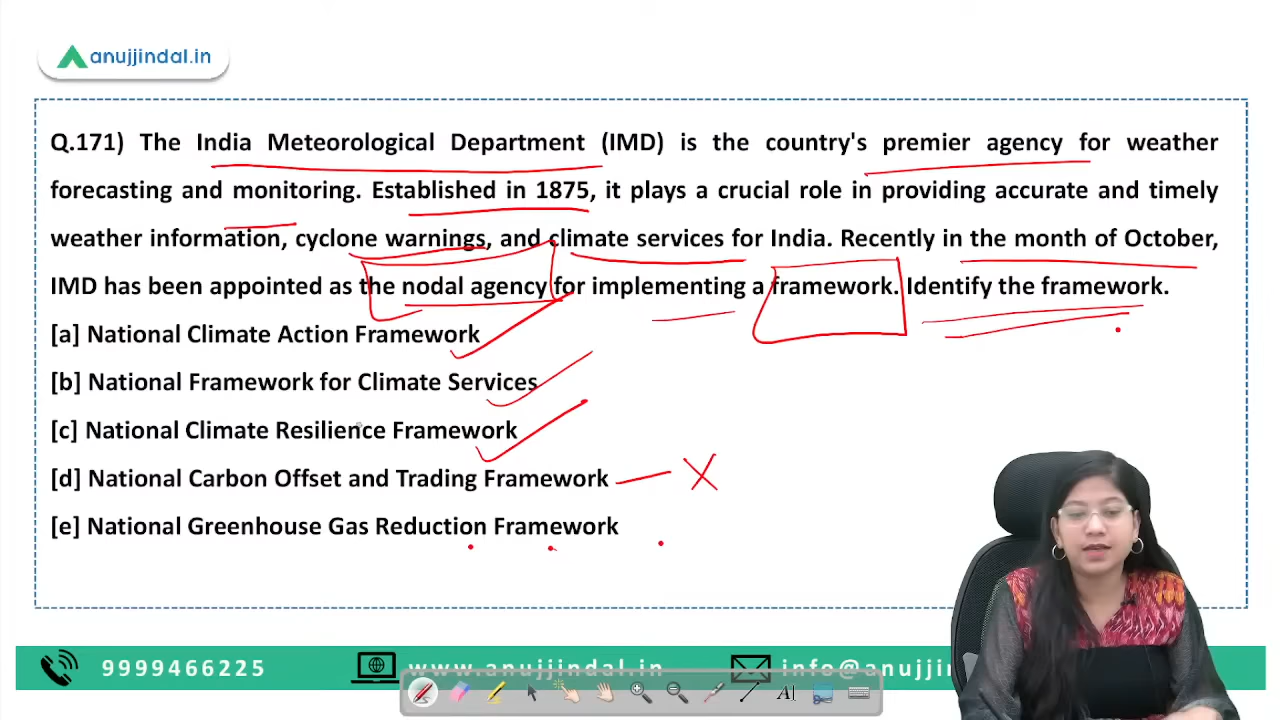 anujjindal.in
Q.171) The India Meteorological Department (IMD) is the country's premier agency for weather
forecasting and monitoring. Established in 1875, it plays a crucial role in providing accurate and timely
weather information, cyclone warnings, and climate services for India. Recently in the month of October,
IMD has been appointed as the nodal agency for implementing a framework. Identify the framework.
[a] National Climate Action Framework
[b] National Framework for Climate Services
[c] National Climate Resilience Framework
[d] National Carbon Offset and Trading Framework
[e] National Greenhouse Gas Reduction Framework
9999466225 www.anujjindal.in info@anujji